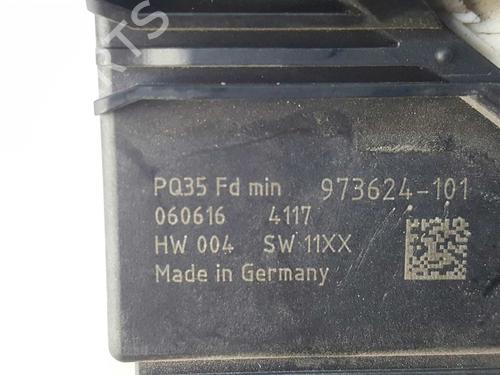 PQ35 Fd min 973624-101
060616 4117
HW 004 SW 11XX
Made in Germany